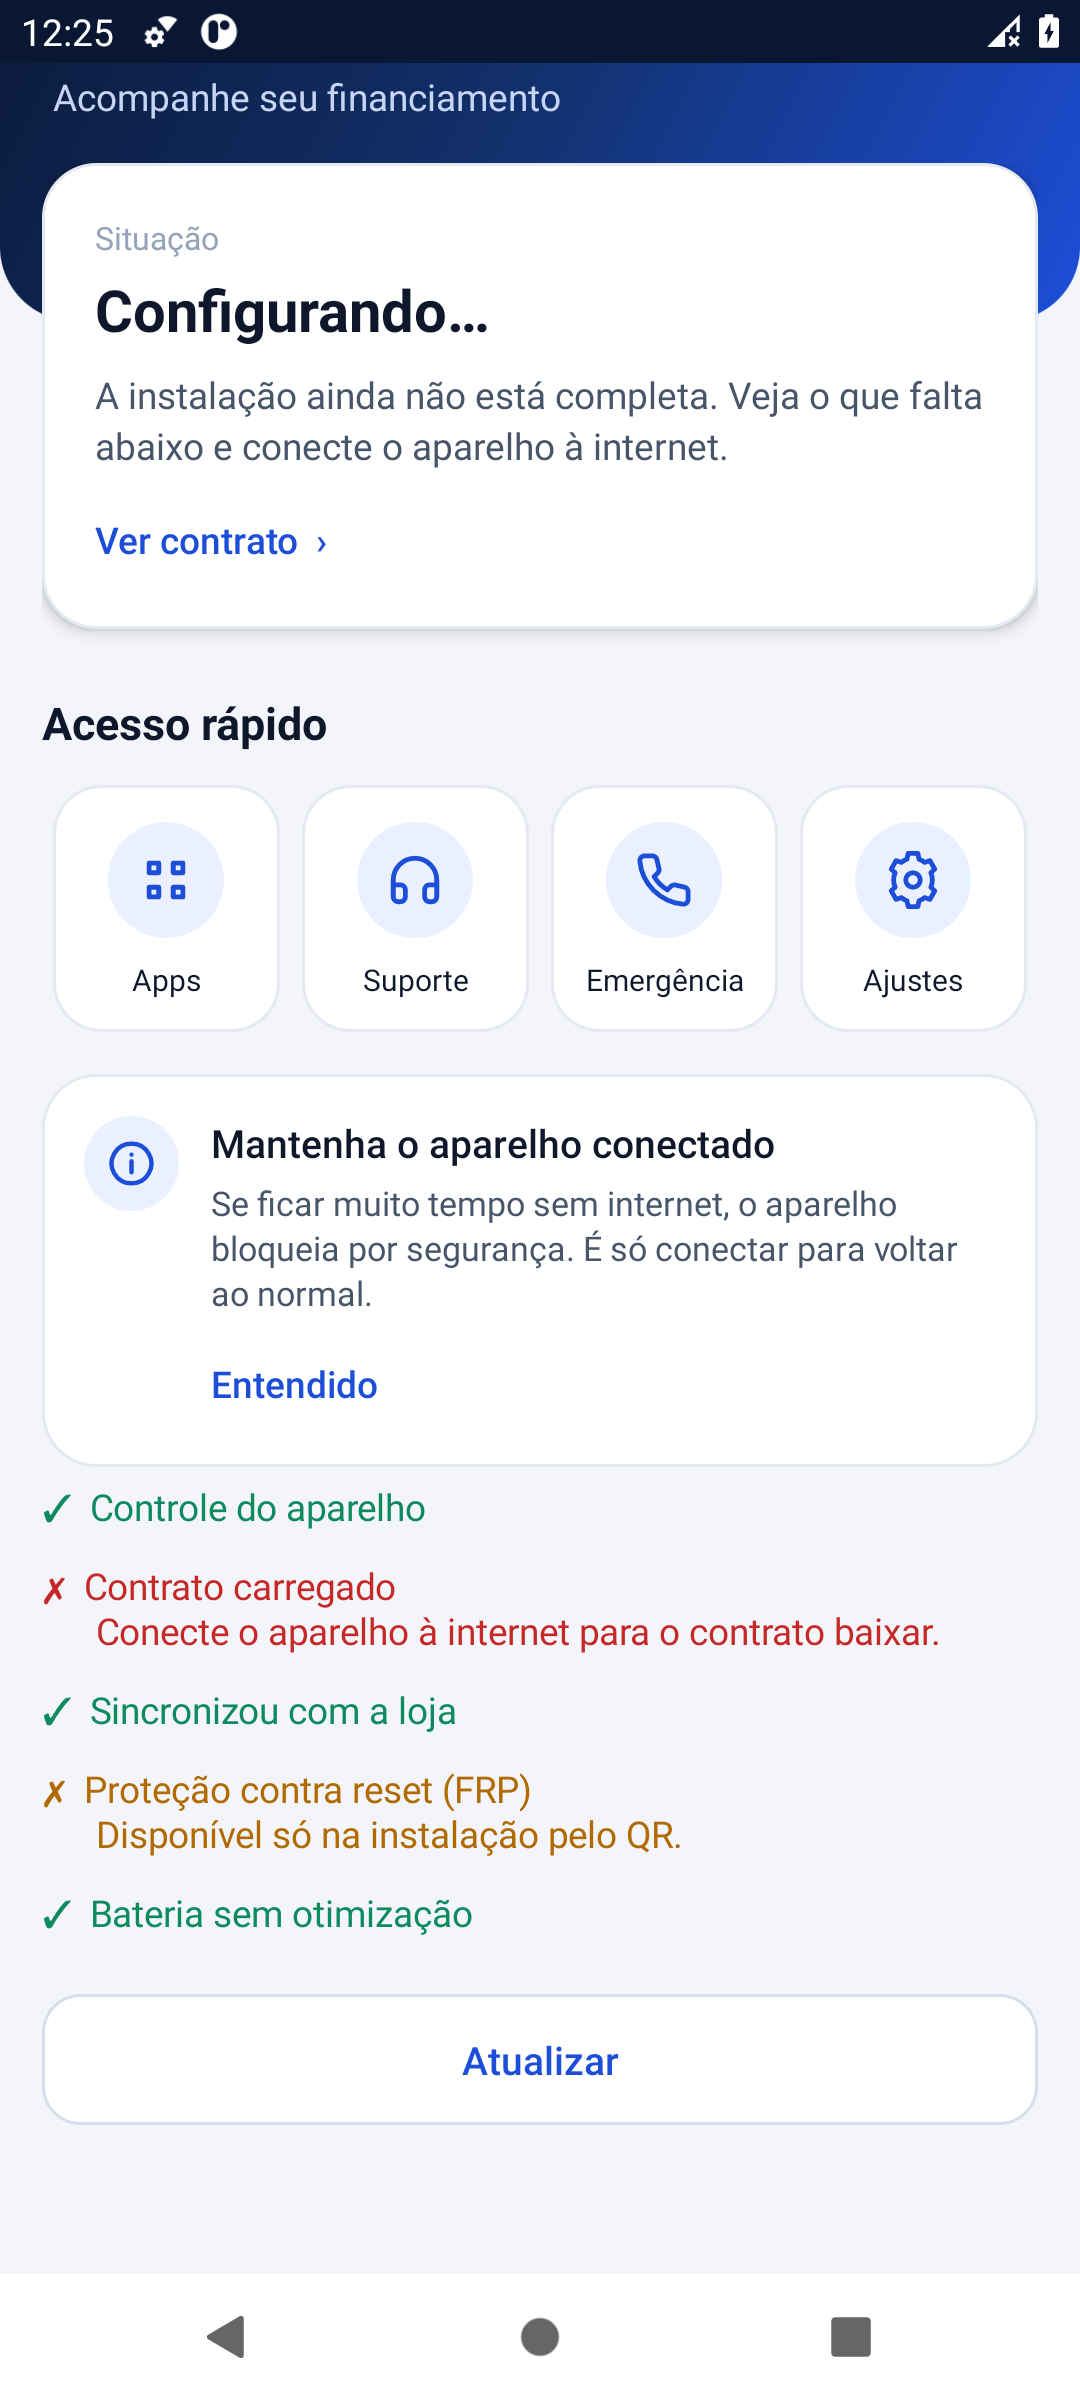 12:25
Acompanhe seu financiamento
Situação
Configurando…
A instalação ainda não está completa. Veja o que falta
abaixo e conecte o aparelho à internet.
Ver contrato ›
Acesso rápido
Apps
Suporte
Emergência
Ajustes
Mantenha o aparelho conectado
Se ficar muito tempo sem internet, o aparelho
bloqueia por segurança. É só conectar para voltar
ao normal.
Entendido
✓ Controle do aparelho
✗ Contrato carregado
Conecte o aparelho à internet para o contrato baixar.
✓ Sincronizou com a loja
✗ Proteção contra reset (FRP)
Disponível só na instalação pelo QR.
✓ Bateria sem otimização
Atualizar